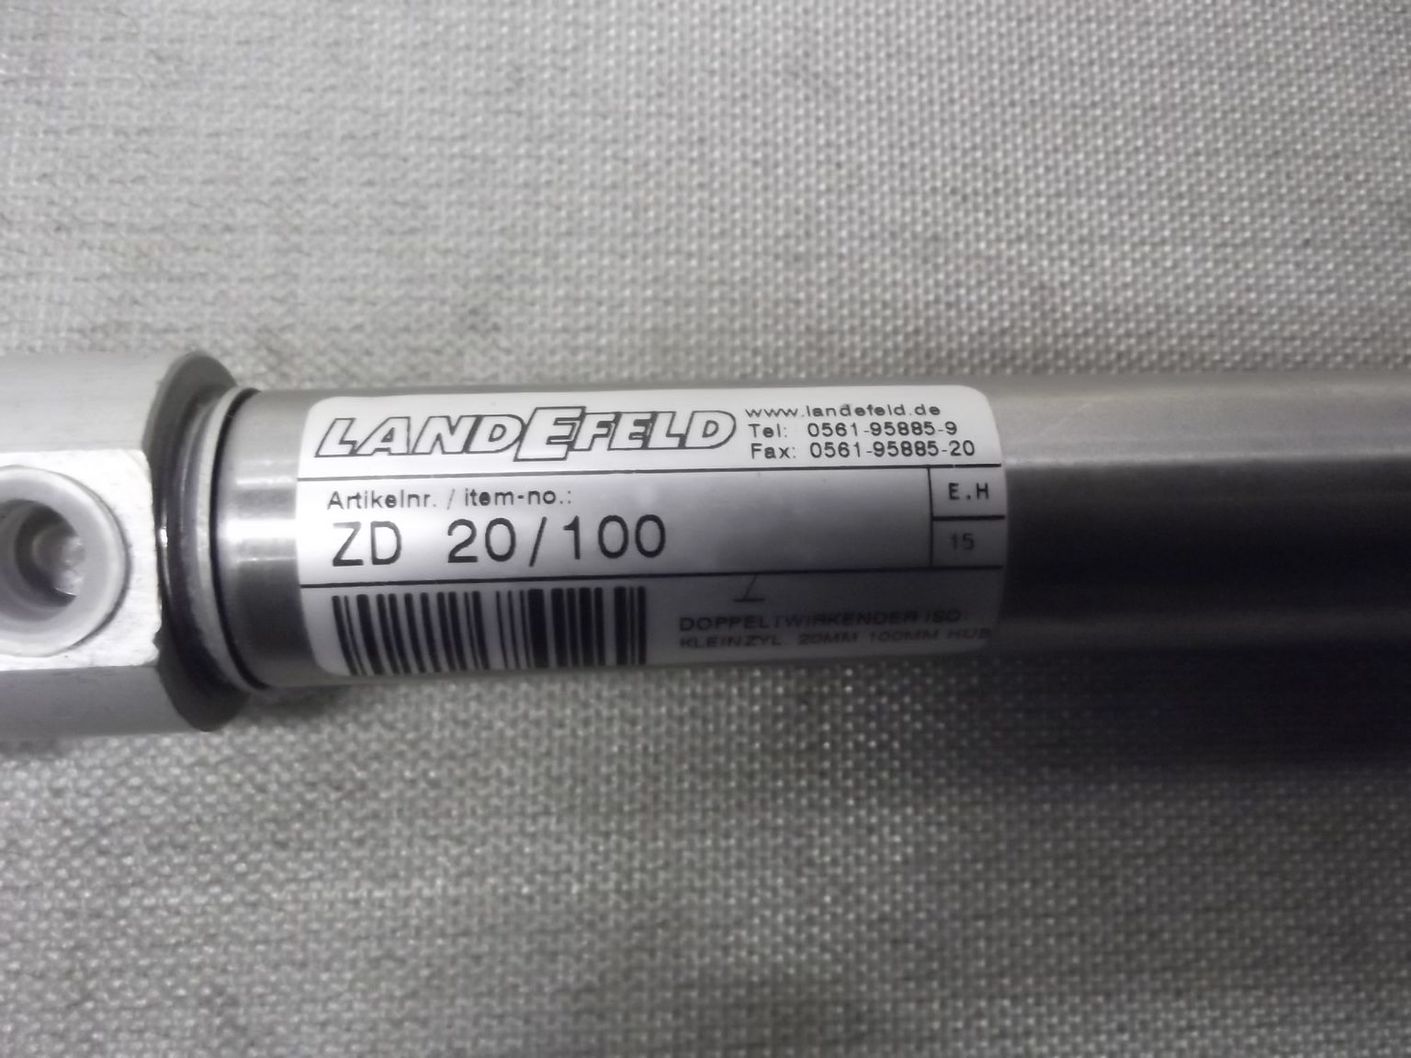 LANDEFELD
www.landefeld.de
Tel: 0561-95885-9
Fax: 0561-95885-20
Artikelnr. / item-no.:
ZD 20/100
E.H
15
DOPPELTWIRKENDER ISO
KLEINZYL. 20MM 100MM HUB